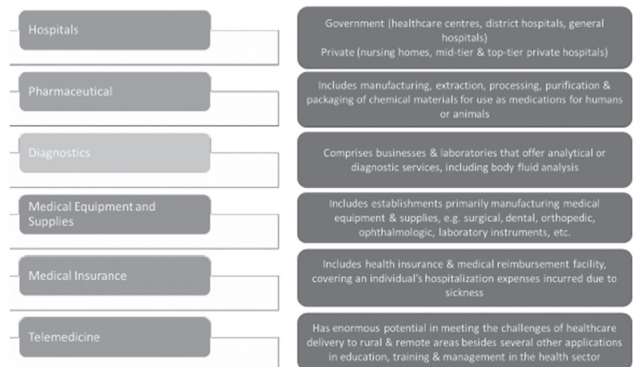 Hospitals
Government (healthcare centres, district hospitals, general
hospitals)
Private (nursing homes, mid-tier & top-tier private hospitals)
Pharmaceutical
Includes manufacturing, extraction, processing, purification &
packaging of chemical materials for use as medications for humans
or animals
Diagnostics
Comprises businesses & laboratories that offer analytical or
diagnostic services, including body fluid analysis
Medical Equipment and
Supplies
Includes establishments primarily manufacturing medical
equipment & supplies, e.g. surgical, dental, orthopedic,
ophthalmologic, laboratory instruments, etc.
Medical Insurance
Includes health insurance & medical reimbursement facility,
covering an individual's hospitalization expenses incurred due to
sickness
Telemedicine
Has enormous potential in meeting the challenges of healthcare
delivery to rural & remote areas besides several other applications
in education, training & management in the health sector